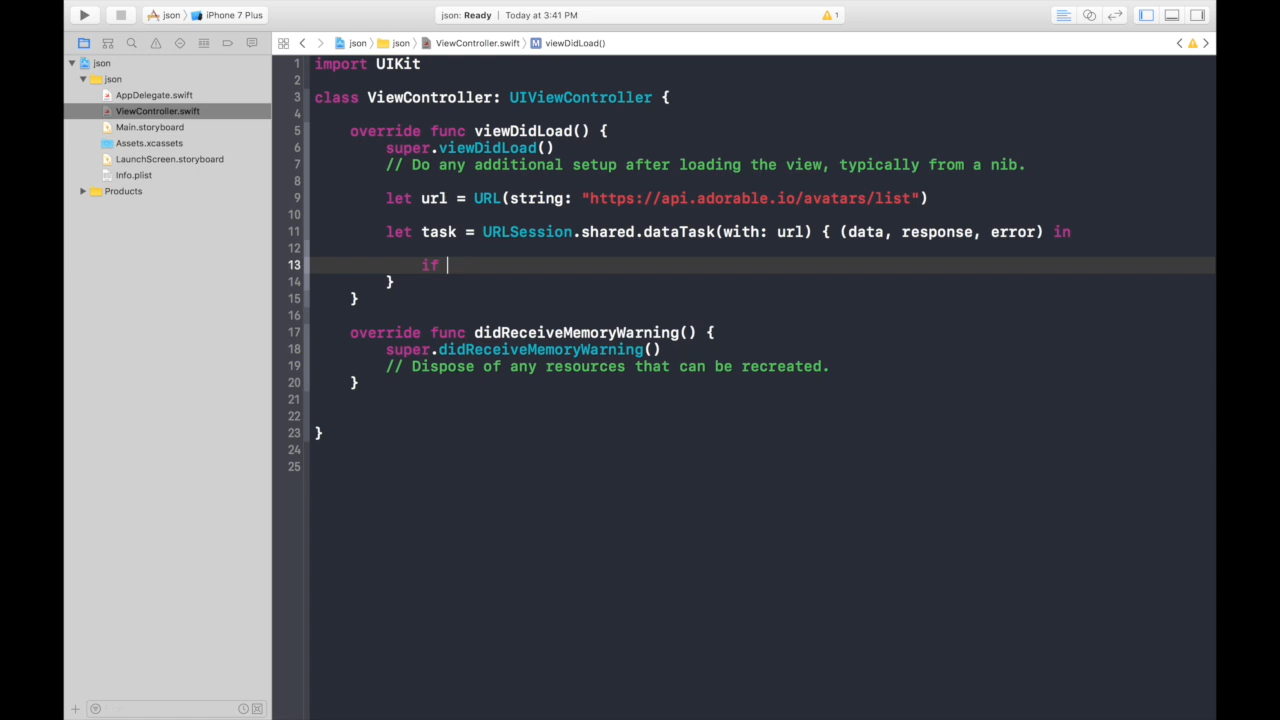 json
iPhone 7 Plus
json: Ready
Today at 3:41 PM
1
json
json
ViewController.swift
M
viewDidLoad()
json
json
AppDelegate.swift
ViewController.swift
Main.storyboard
Assets.xcassets
LaunchScreen.storyboard
Info.plist
Products
1 import UIKit
2
3 class ViewController: UIViewController {
4
5 override func viewDidLoad() {
6 super.viewDidLoad()
7 // Do any additional setup after loading the view, typically from a nib.
8
9 let url = URL(string: "https://api.adorable.io/avatars/list")
10
11 let task = URLSession.shared.dataTask(with: url) { (data, response, error) in
12
13 if
14 }
15 }
16
17 override func didReceiveMemoryWarning() {
18 super.didReceiveMemoryWarning()
19 // Dispose of any resources that can be recreated.
20 }
21
22
23 }
24
25